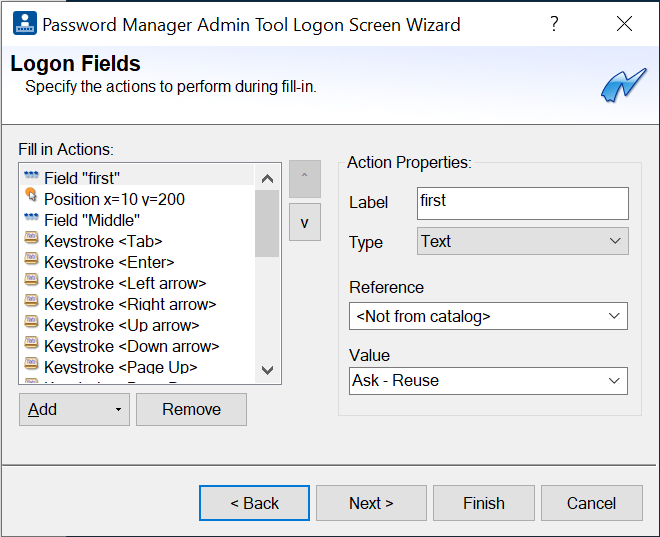 Password Manager Admin Tool Logon Screen Wizard
Logon Fields
Specify the actions to perform during fill-in.
Fill in Actions:
Field "first"
Position x=10 y=200
Field "Middle"
Keystroke <Tab>
Keystroke <Enter>
Keystroke <Left arrow>
Keystroke <Right arrow>
Keystroke <Up arrow>
Keystroke <Down arrow>
Keystroke <Page Up>
v
Add
Remove
Action Properties:
Label
first
Type
Text
Reference
<Not from catalog>
Value
Ask - Reuse
< Back
Next >
Finish
Cancel